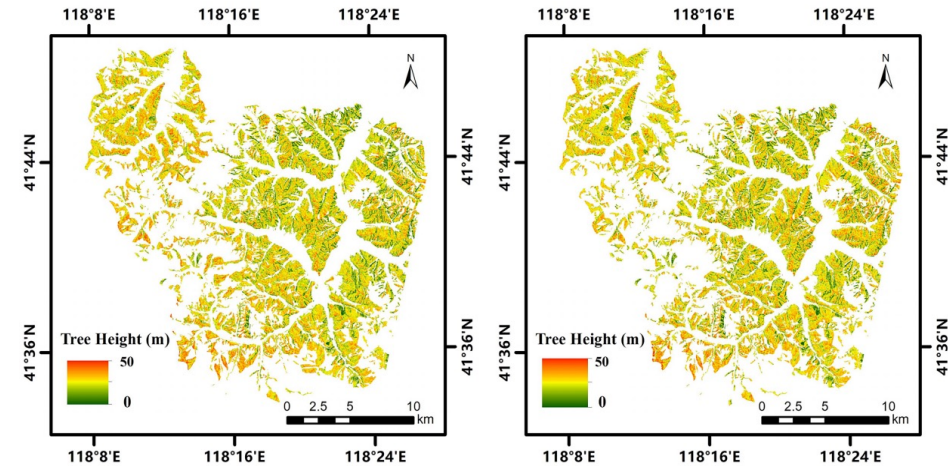 118°8'E 118°16'E 118°24'E 118°8'E 118°16'E 118°24'E
N N
41°44'N 41°44'N 41°44'N 41°44'N
Tree Height (m) Tree Height (m)
50 50
0 0
41°36'N 41°36'N 41°36'N 41°36'N
0 2.5 5 10 0 2.5 5 10
km km
118°8'E 118°16'E 118°24'E 118°8'E 118°16'E 118°24'E